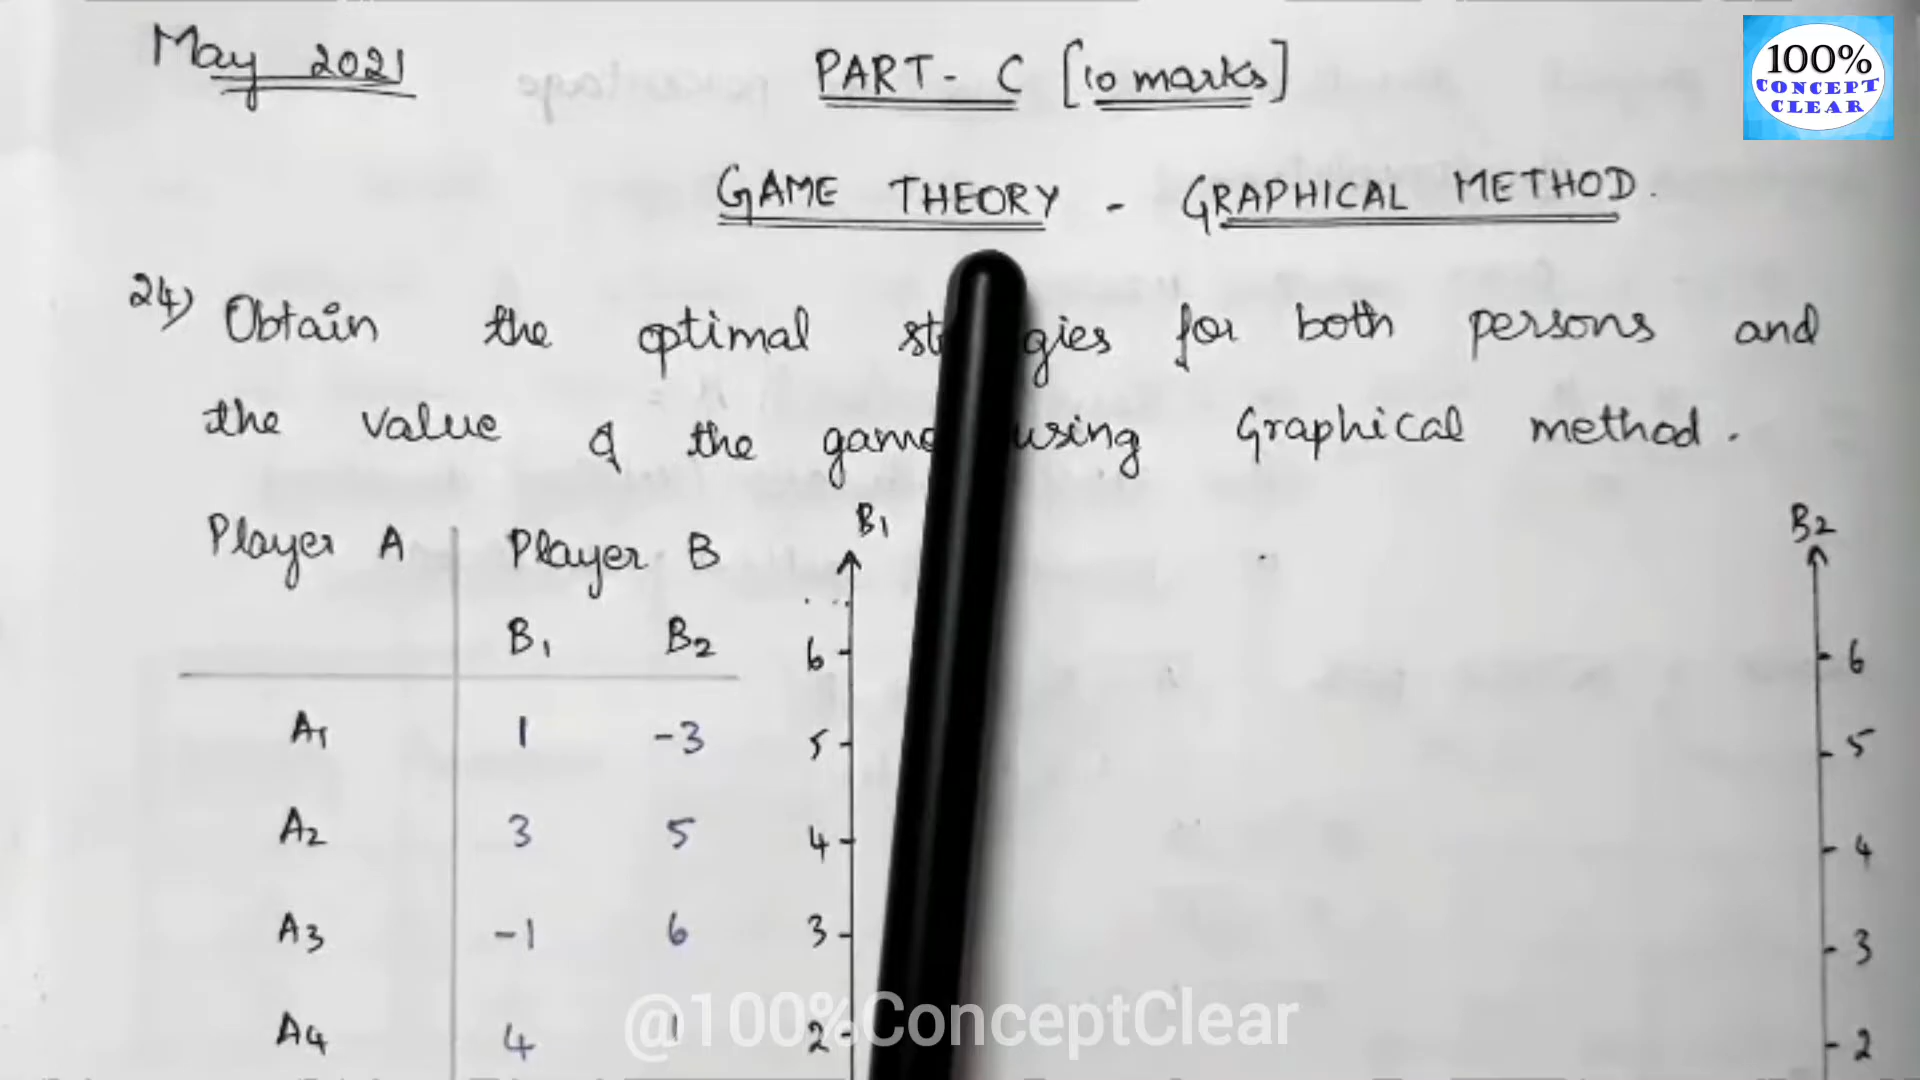 May 2021 PART - C [10 marks]
100%
CONCEPT
CLEAR
GAME THEORY - GRAPHICAL METHOD.
24) Obtain the optimal for both persons and
the value of the game using Graphical method.
Player A Player B
B1 B2
A1 1 -3
A2 3 5
A3 -1 6
A4 4 1
B1
6
5
4
3
2
B2
6
5
4
3
2
@100%ConceptClear